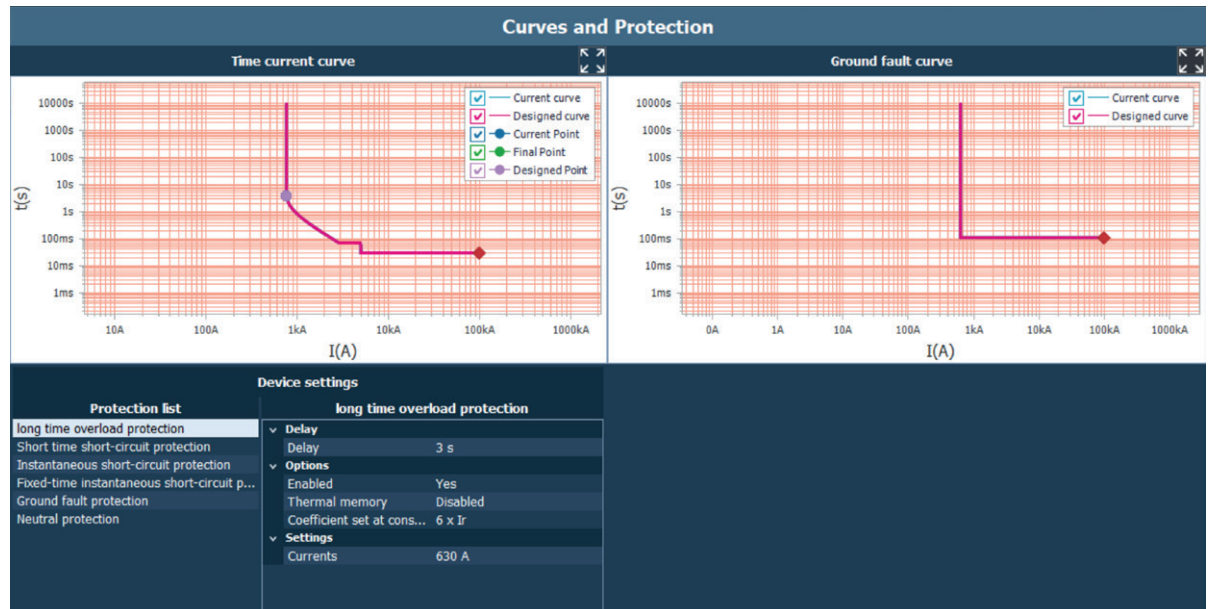 Curves and Protection
Time current curve
10000s
1000s
100s
10s
1s
100ms
10ms
1ms
t(s)
Current curve
Designed curve
Current Point
Final Point
Designed Point
10A 100A 1kA 10kA 100kA 1000kA
I(A)
Ground fault curve
10000s
1000s
100s
10s
1s
100ms
10ms
1ms
t(s)
Current curve
Designed curve
0A 1A 10A 100A 1kA 10kA 100kA 1000kA
I(A)
Device settings
Protection list
long time overload protection
Short time short-circuit protection
Instantaneous short-circuit protection
Fixed-time instantaneous short-circuit p...
Ground fault protection
Neutral protection
long time overload protection
Delay
Delay 3 s
Options
Enabled Yes
Thermal memory Disabled
Coefficient set at cons... 6 x Ir
Settings
Currents 630 A